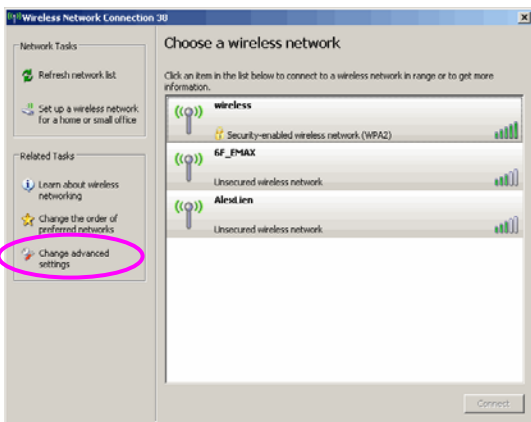 Wireless Network Connection 38
Network Tasks
Refresh network list
Set up a wireless network
for a home or small office
Related Tasks
Learn about wireless
networking
Change the order of
preferred networks
Change advanced
settings
Choose a wireless network
Click an item in the list below to connect to a wireless network in range or to get more
information.
wireless
Security-enabled wireless network (WPA2)
6F_EMAX
Unsecured wireless network
AlexLien
Unsecured wireless network
Connect